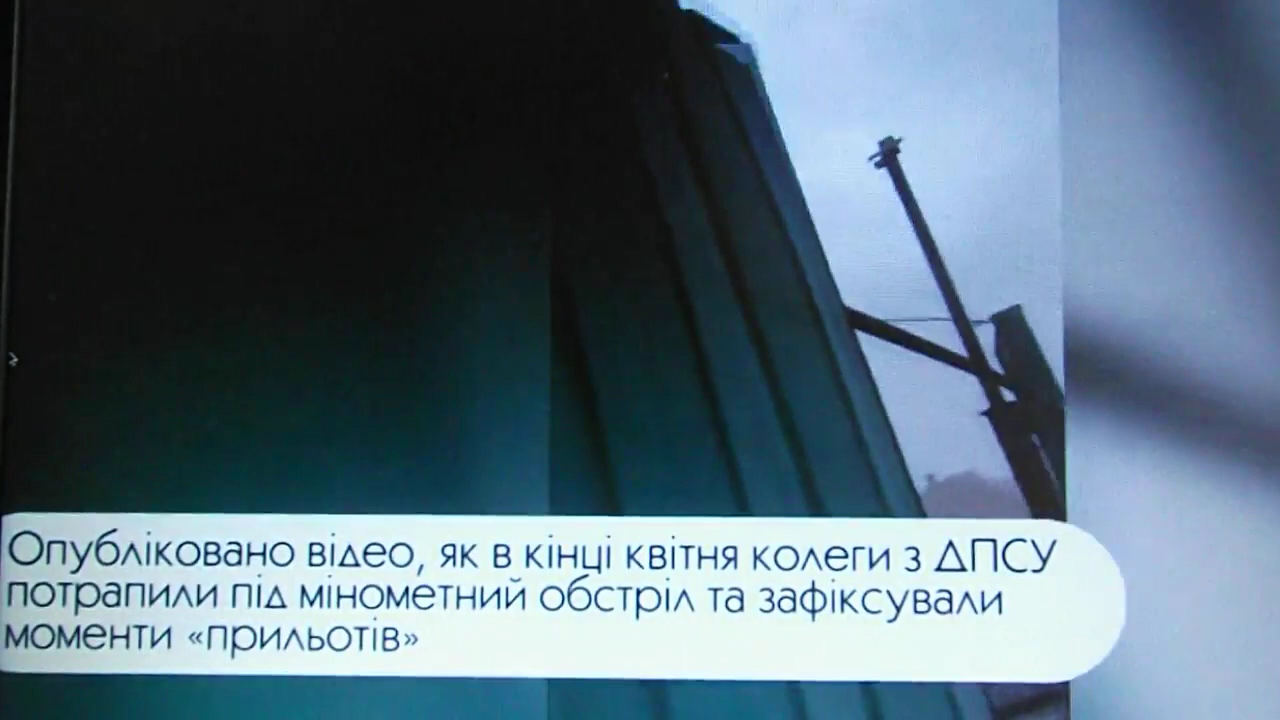 Опубліковано відео, як в кінці квітня колеги з ДПСУ
потрапили під мінометний обстріл та зафіксували
моменти «прильотів»